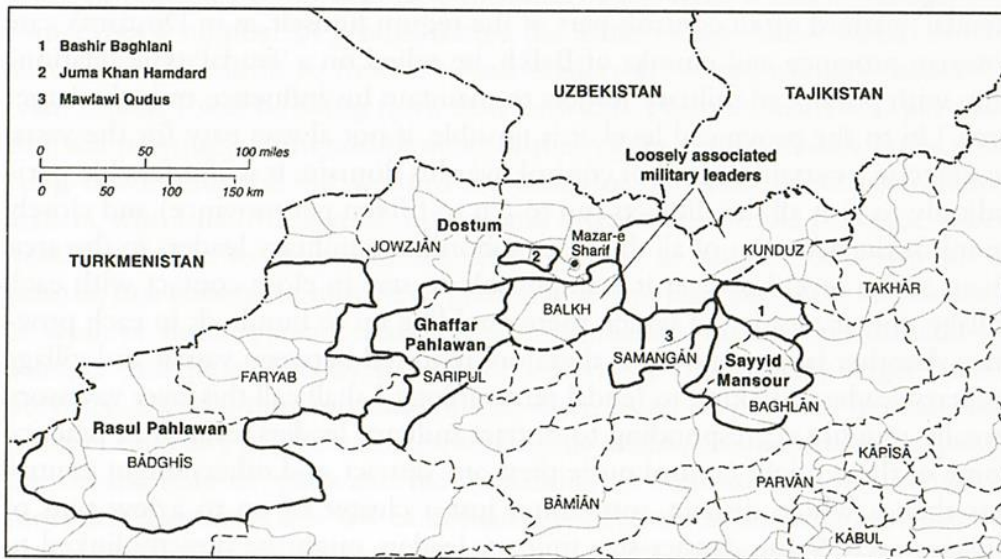 1 Bashir Baghlani
2 Juma Khan Hamdard
3 Mawlawi Qudus
0 50 100 miles
0 50 100 150 km
UZBEKISTAN
TAJIKISTAN
TURKMENISTAN
Loosely associated
military leaders
Dostum
JOWZJĀN
Mazar-e
Sharif
2
KUNDUZ
TAKHĀR
BALKH
1
Ghaffar
Pahlawan
3
SAMANGĀN
Sayyid
Mansour
FARYAB
SARIPUL
BAGHLĀN
Rasul Pahlawan
BĀDGHĪS
KĀPĪSĀ
BĀMĪĀN
PARVĀN
KĀBUL